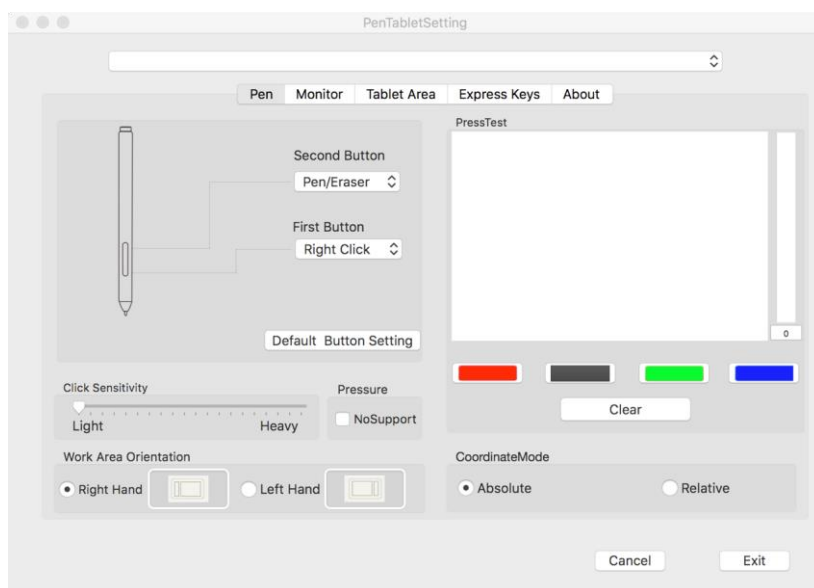 PenTabletSetting
Pen Monitor Tablet Area Express Keys About
Second Button
Pen/Eraser
First Button
Right Click
Default Button Setting
PressTest
0
Clear
Click Sensitivity
Light Heavy
Pressure
NoSupport
Work Area Orientation
Right Hand Left Hand
CoordinateMode
Absolute Relative
Cancel Exit